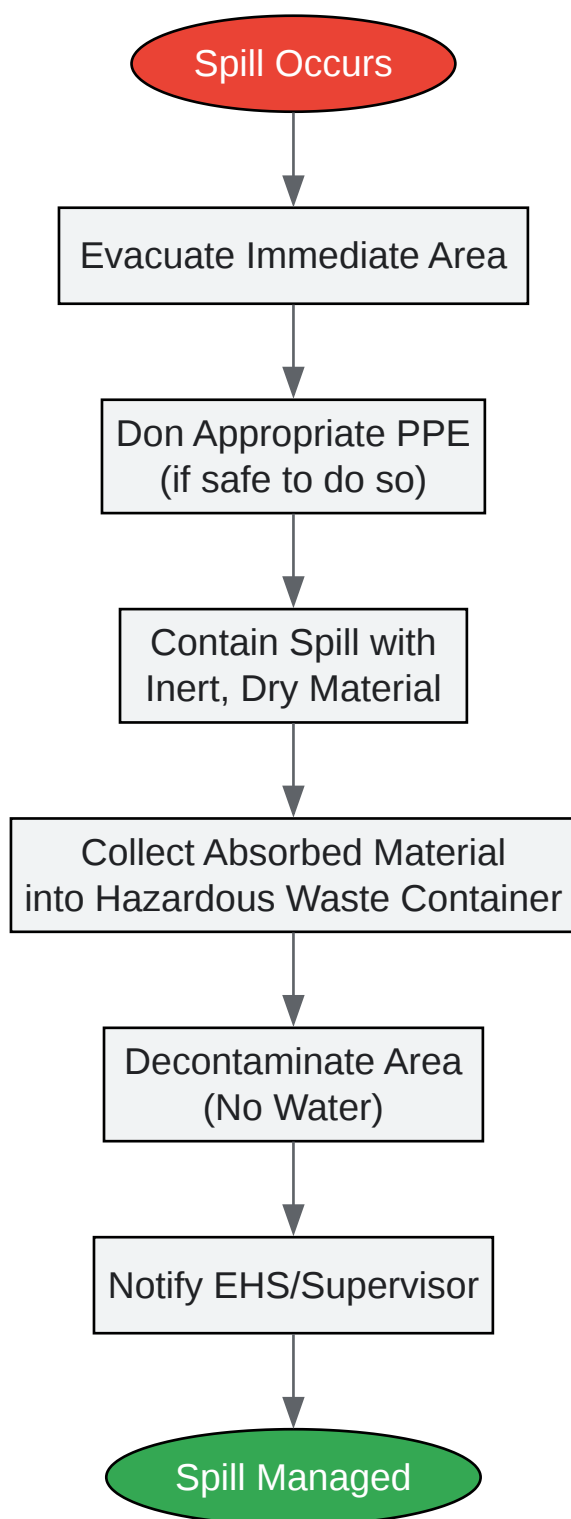 Spill Occurs
Evacuate Immediate Area
Don Appropriate PPE
(if safe to do so)
Contain Spill with
Inert, Dry Material
Collect Absorbed Material
into Hazardous Waste Container
Decontaminate Area
(No Water)
Notify EHS/Supervisor
Spill Managed